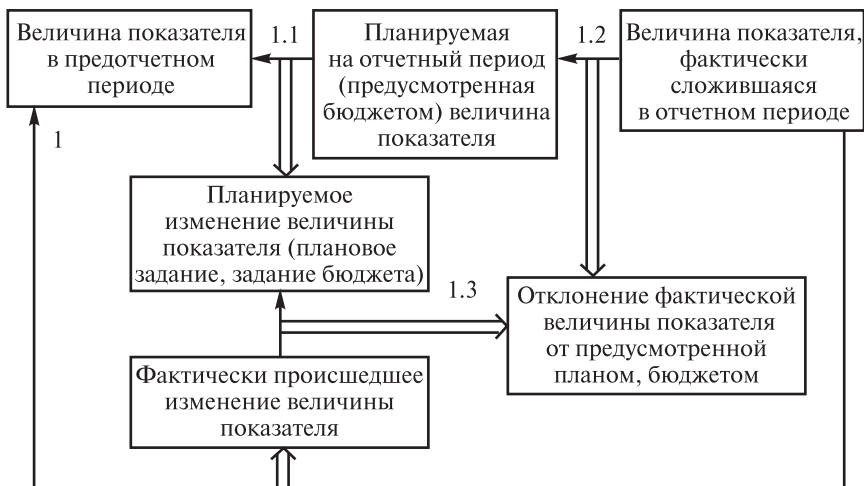 Величина показателя
в предотчетном
периоде
1.1
Планируемая
на отчетный период
(предусмотренная
бюджетом) величина
показателя
1.2
Величина показателя,
фактически
сложившаяся
в отчетном периоде
1
Планируемое
изменение величины
показателя (плановое
задание, задание бюджета)
1.3
Отклонение фактической
величины показателя
от предусмотренной
планом, бюджетом
Фактически происшедшее
изменение величины
показателя